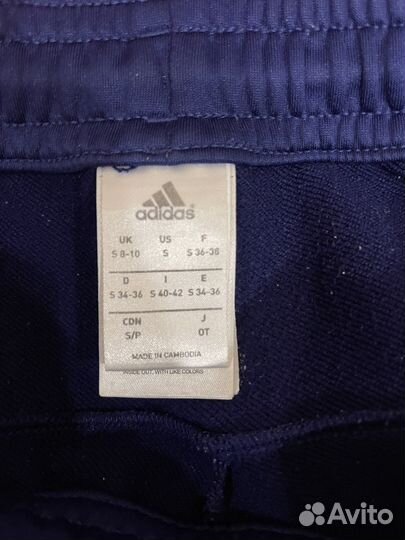 adidas
UK US F
S 8-10 S S 36-38
D I E
S 34-36 S 40-42 S 34-36
CDN J
S/P OT
MADE IN CAMBODIA
INSIDE OUT. WITH LIKE COLORS
Avito